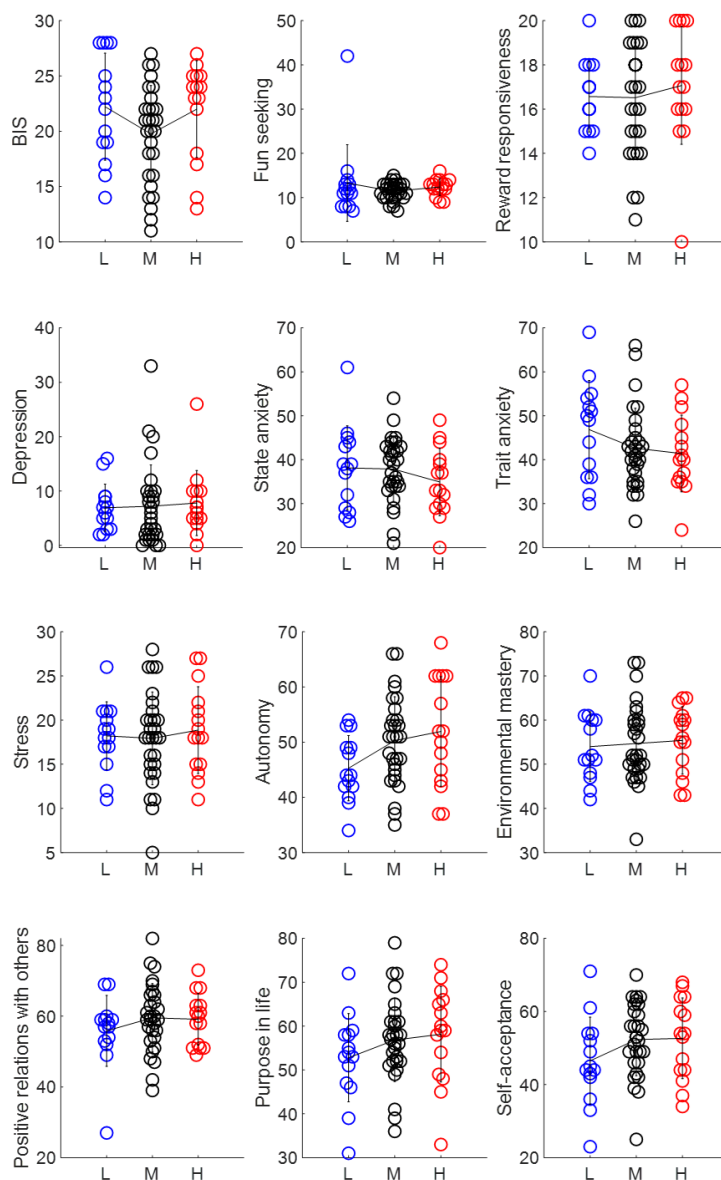 BIS
30
25
20
15
10
L M H
Fun seeking
50
40
30
20
10
0
L M H
Reward responsiveness
20
18
16
14
12
10
L M H
Depression
40
30
20
10
0
L M H
State anxiety
70
60
50
40
30
20
L M H
Trait anxiety
70
60
50
40
30
20
L M H
Stress
30
25
20
15
10
5
L M H
Autonomy
70
60
50
40
30
L M H
Environmental mastery
80
70
60
50
40
30
L M H
Positive relations with others
80
60
40
20
L M H
Purpose in life
80
70
60
50
40
30
L M H
Self-acceptance
80
60
40
20
L M H